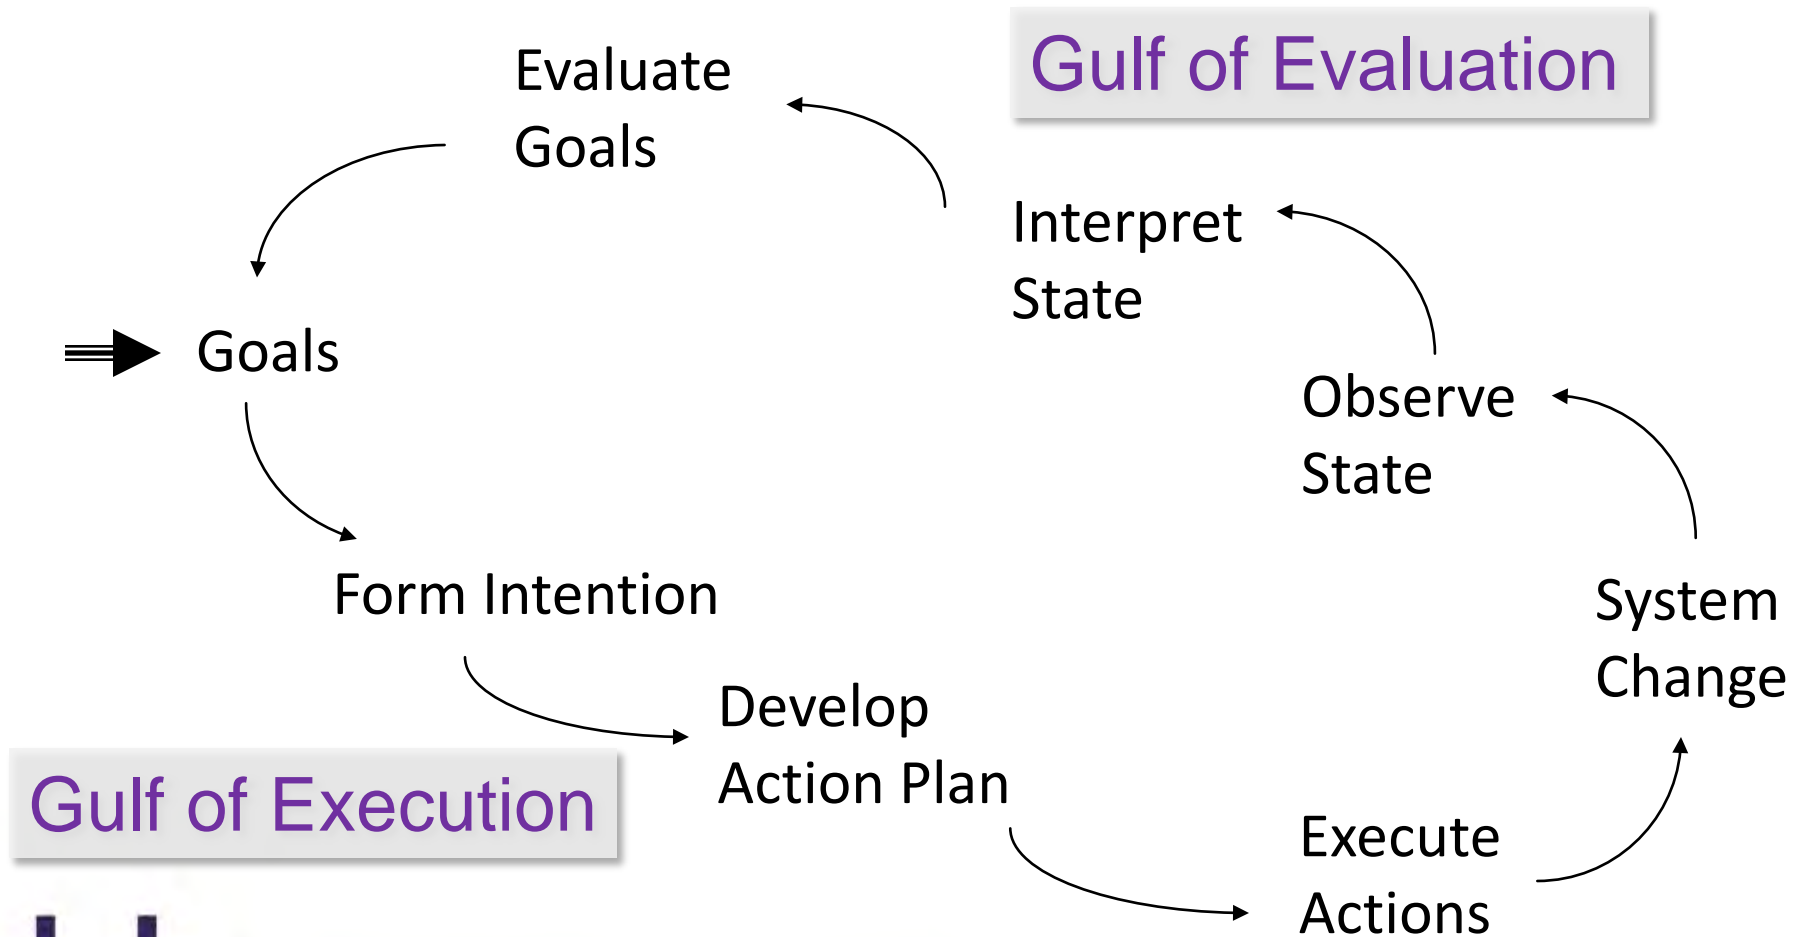 Evaluate
Goals
Gulf of Evaluation
Interpret
State
Goals
Observe
State
Form Intention
System
Change
Develop
Action Plan
Gulf of Execution
Execute
Actions